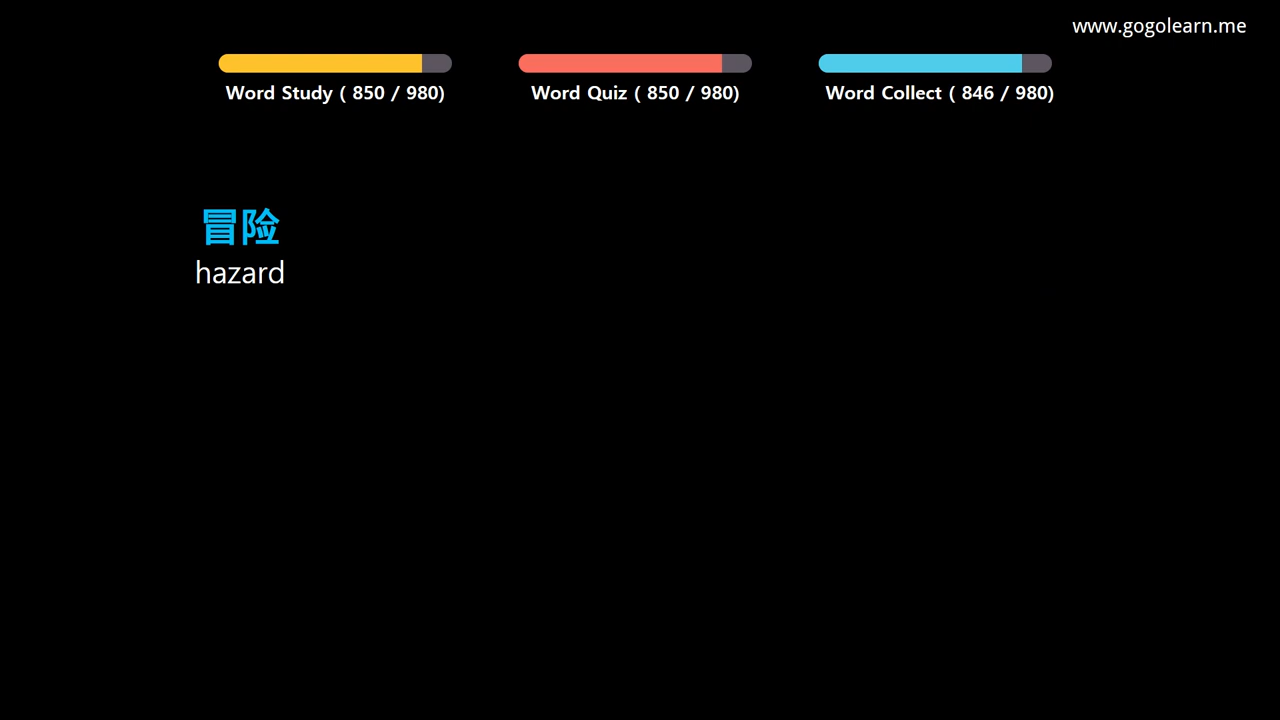 www.gogolearn.me
Word Study ( 850 / 980)
Word Quiz ( 850 / 980)
Word Collect ( 846 / 980)
冒险
hazard